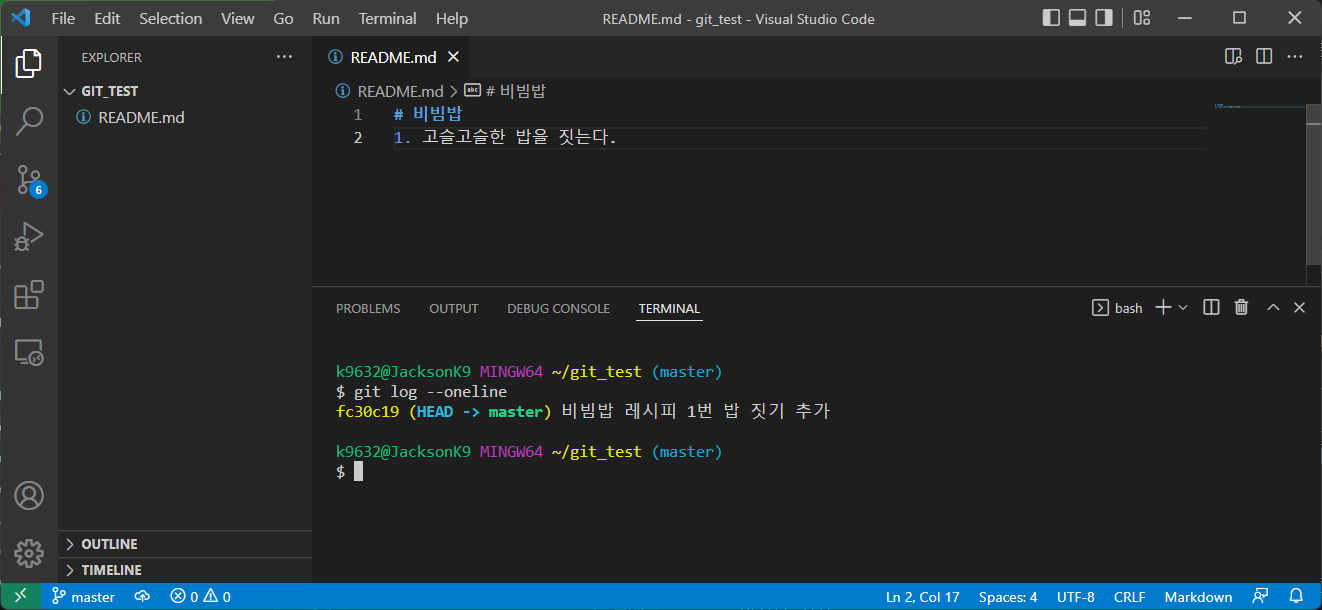 File Edit Selection View Go Run Terminal Help README.md - git_test - Visual Studio Code
EXPLORER
README.md
GIT_TEST
README.md > # 비빔밥
README.md
1 # 비빔밥
2 1. 고슬고슬한 밥을 짓는다.
6
PROBLEMS OUTPUT DEBUG CONSOLE TERMINAL bash
k9632@JacksonK9 MINGW64 ~/git_test (master)
$ git log --oneline
fc30c19 (HEAD -> master) 비빔밥 레시피 1번 밥 짓기 추가
k9632@JacksonK9 MINGW64 ~/git_test (master)
$
OUTLINE
TIMELINE
master 0 0 Ln 2, Col 17 Spaces: 4 UTF-8 CRLF Markdown